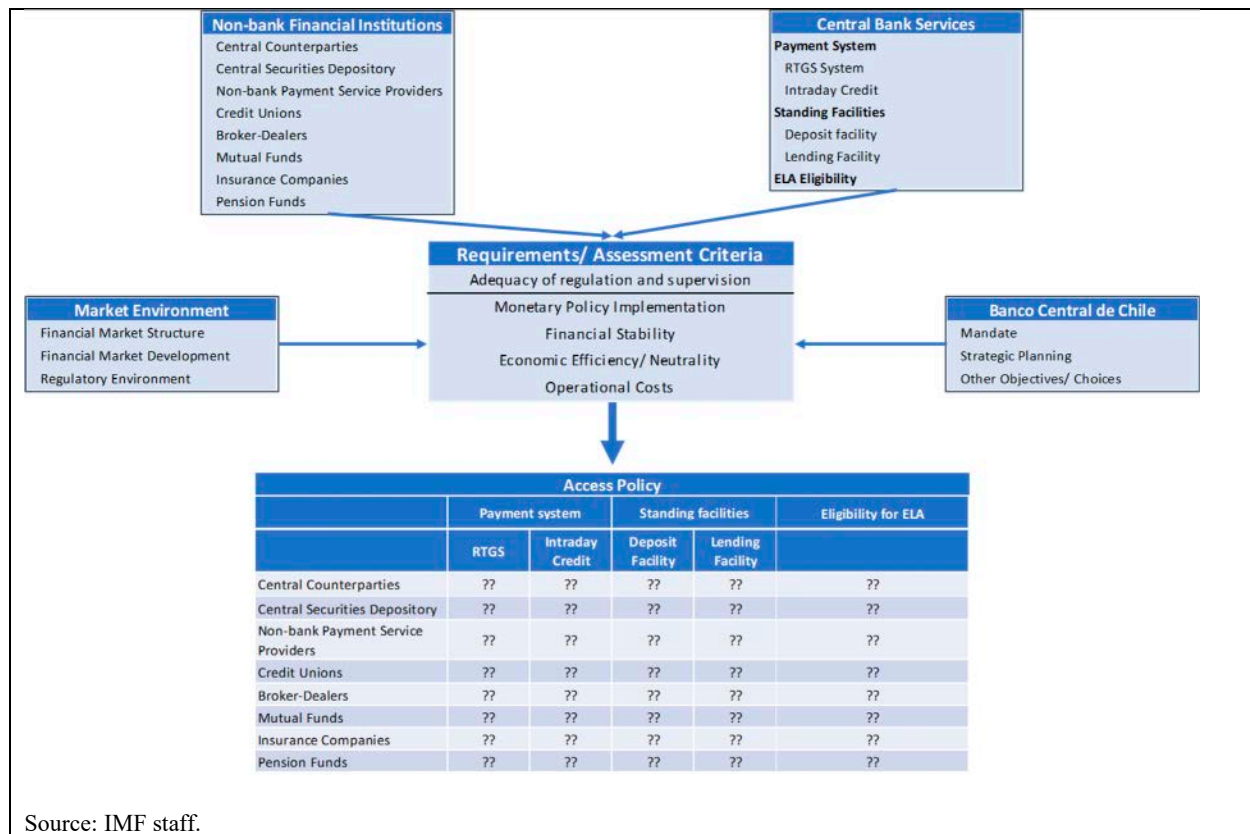 Non-bank Financial Institutions
Central Counterparties
Central Securities Depository
Non-bank Payment Service Providers
Credit Unions
Broker-Dealers
Mutual Funds
Insurance Companies
Pension Funds
Central Bank Services
Payment System
RTGS System
Intraday Credit
Standing Facilities
Deposit facility
Lending Facility
ELA Eligibility
Requirements/ Assessment Criteria
Adequacy of regulation and supervision
Monetary Policy Implementation
Financial Stability
Economic Efficiency/ Neutrality
Operational Costs
Market Environment
Financial Market Structure
Financial Market Development
Regulatory Environment
Banco Central de Chile
Mandate
Strategic Planning
Other Objectives/ Choices
Access Policy
Payment system Standing facilities Eligibility for ELA
RTGS Intraday Credit Deposit Facility Lending Facility
Central Counterparties ?? ?? ?? ?? ??
Central Securities Depository ?? ?? ?? ?? ??
Non-bank Payment Service
Providers ?? ?? ?? ?? ??
Credit Unions ?? ?? ?? ?? ??
Broker-Dealers ?? ?? ?? ?? ??
Mutual Funds ?? ?? ?? ?? ??
Insurance Companies ?? ?? ?? ?? ??
Pension Funds ?? ?? ?? ?? ??
Source: IMF staff.